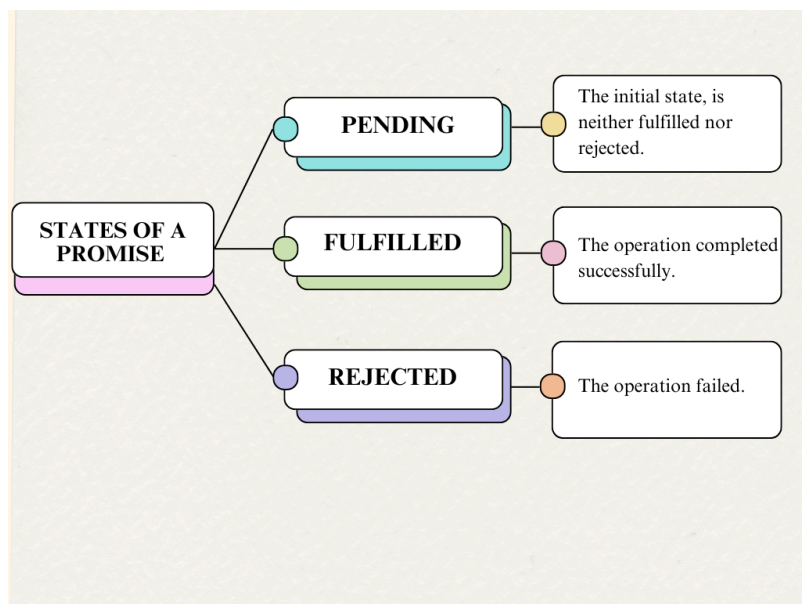 STATES OF A
PROMISE
PENDING
The initial state, is
neither fulfilled nor
rejected.
FULFILLED
The operation completed
successfully.
REJECTED
The operation failed.